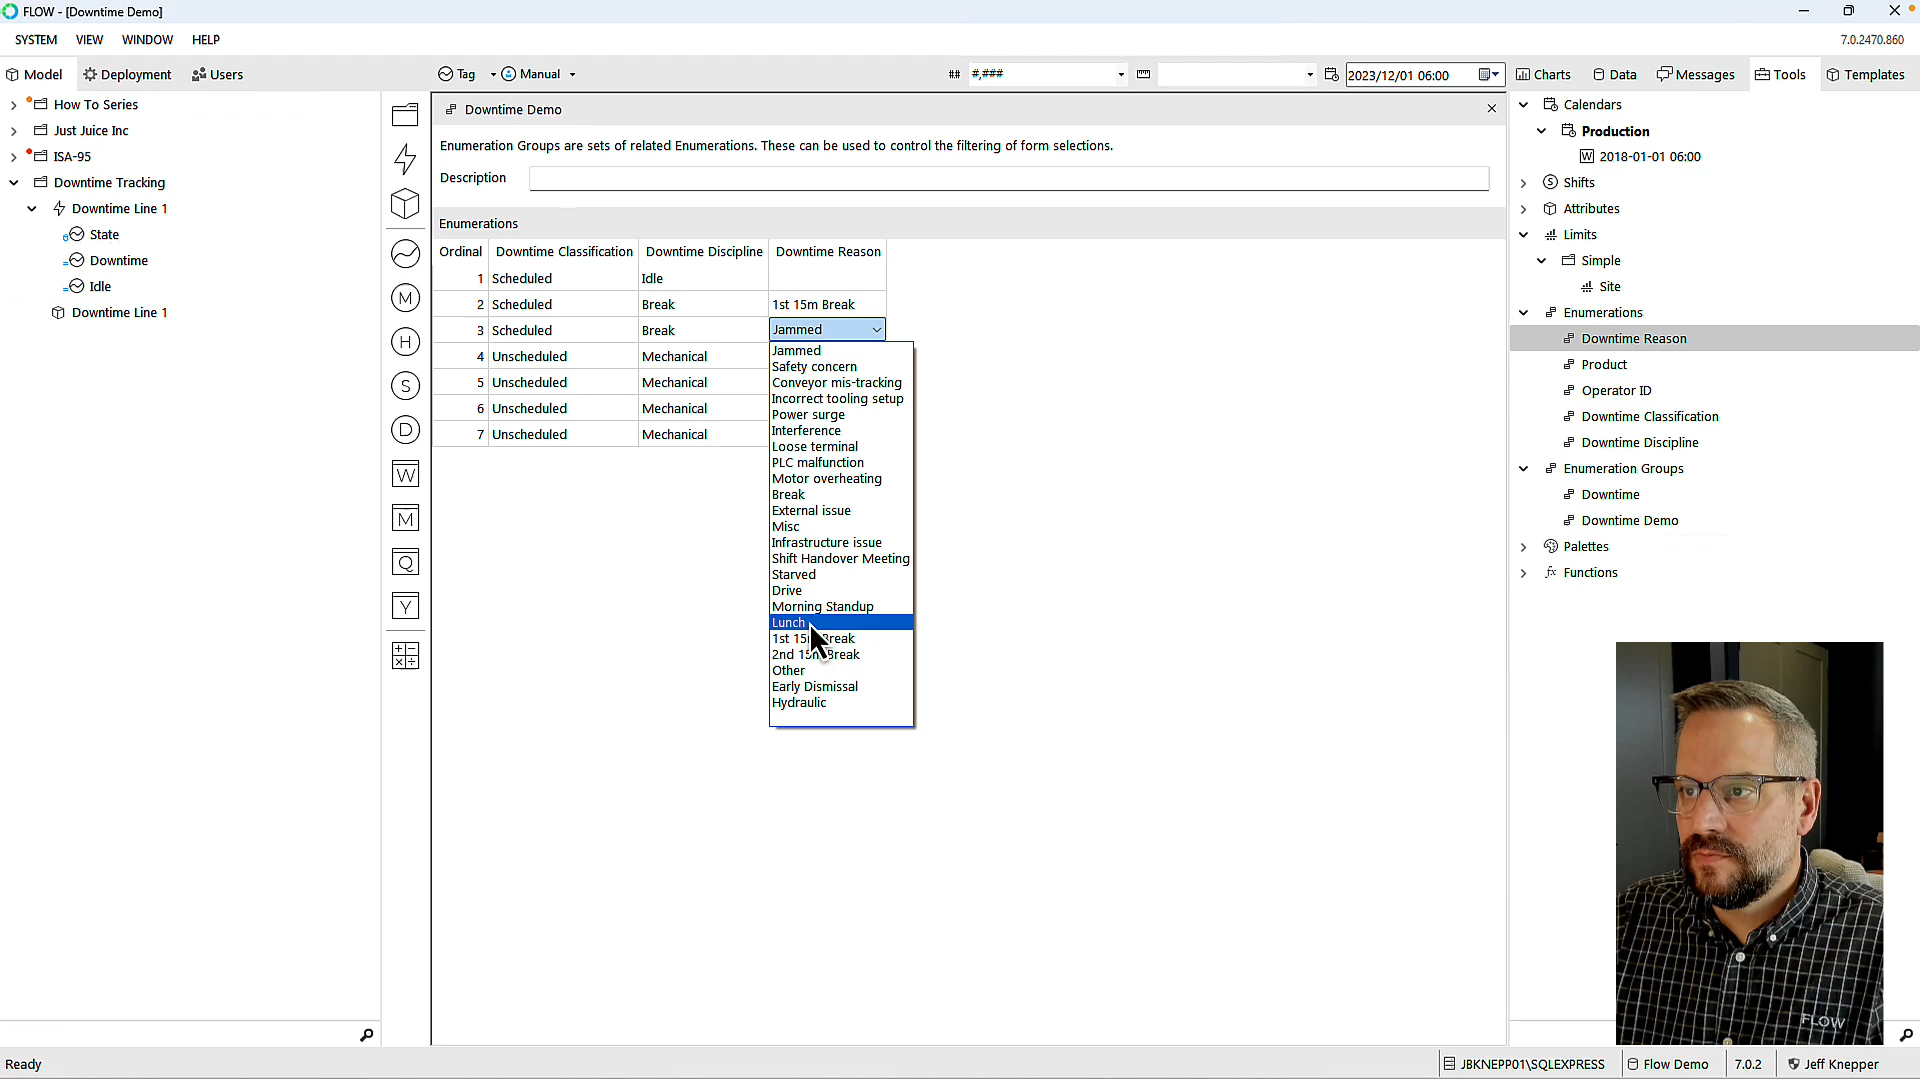 FLOW - [Downtime Demo]
SYSTEM VIEW WINDOW HELP
7.0.2470.860
Model Deployment Users
Tag Manual ## #,### 2023/12/01 06:00
Charts Data Messages Tools Templates
How To Series
Just Juice Inc
ISA-95
Downtime Tracking
Downtime Line 1
State
Downtime
Idle
Downtime Line 1
M
H
S
D
W
M
Q
Y
Downtime Demo
Enumeration Groups are sets of related Enumerations. These can be used to control the filtering of form selections.
Description
Enumerations
Ordinal Downtime Classification Downtime Discipline Downtime Reason
1 Scheduled Idle
2 Scheduled Break 1st 15m Break
3 Scheduled Break Jammed
4 Unscheduled Mechanical
5 Unscheduled Mechanical
6 Unscheduled Mechanical
7 Unscheduled Mechanical
Jammed
Safety concern
Conveyor mis-tracking
Incorrect tooling setup
Power surge
Interference
Loose terminal
PLC malfunction
Motor overheating
Break
External issue
Misc
Infrastructure issue
Shift Handover Meeting
Starved
Drive
Morning Standup
Lunch
1st 15m Break
2nd 15m Break
Other
Early Dismissal
Hydraulic
Calendars
Production
W 2018-01-01 06:00
S Shifts
Attributes
Limits
Simple
Site
Enumerations
Downtime Reason
Product
Operator ID
Downtime Classification
Downtime Discipline
Enumeration Groups
Downtime
Downtime Demo
Palettes
fx Functions
FLOW
Ready
JBKNEPP01\SQLEXPRESS Flow Demo 7.0.2 Jeff Knepper